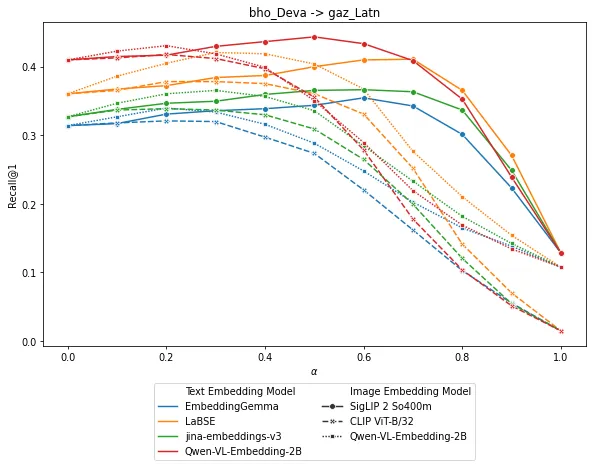 bho_Deva -> gaz_Latn
Recall@1
0.4
0.3
0.2
0.1
0.0
0.0 0.2 0.4 0.6 0.8 1.0
α
Text Embedding Model Image Embedding Model
EmbeddingGemma SigLIP 2 So400m
LaBSE CLIP ViT-B/32
jina-embeddings-v3 Qwen-VL-Embedding-2B
Qwen-VL-Embedding-2B